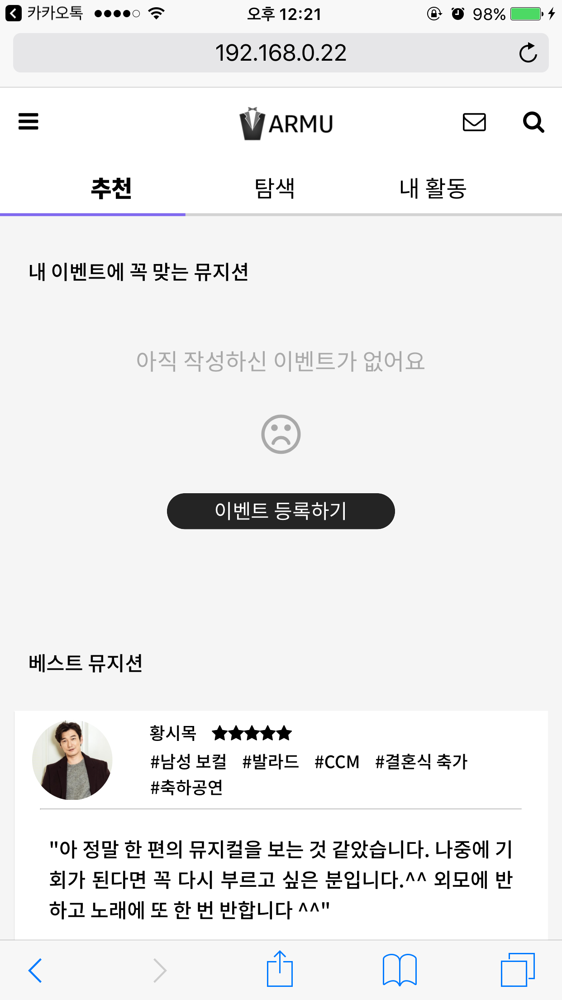 카카오톡 오후 12:21 98%
192.168.0.22
ARMU
추천 탐색 내 활동
내 이벤트에 꼭 맞는 뮤지션
아직 작성하신 이벤트가 없어요
이벤트 등록하기
베스트 뮤지션
황시목 ★★★★★
#남성 보컬 #발라드 #CCM #결혼식 축가
#축하공연
"아 정말 한 편의 뮤지컬을 보는 것 같았습니다. 나중에 기
회가 된다면 꼭 다시 부르고 싶은 분입니다.^^ 외모에 반
하고 노래에 또 한 번 반합니다 ^^"